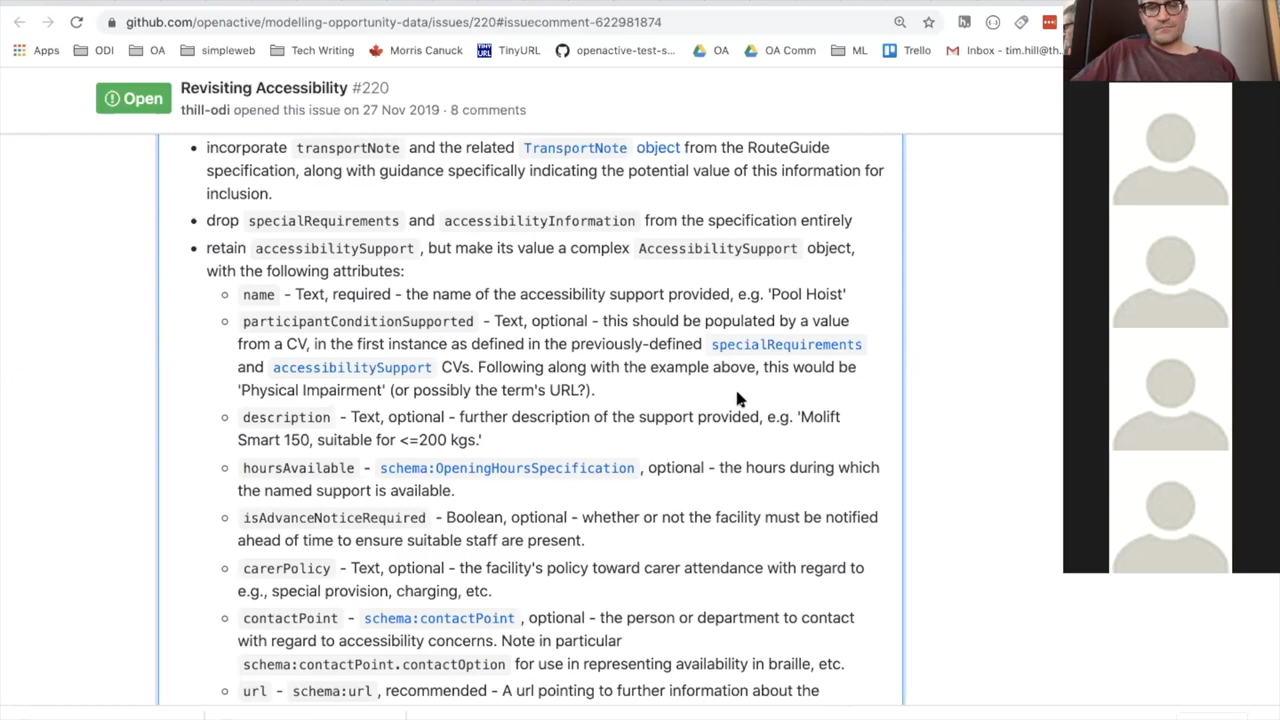 github.com/openactive/modelling-opportunity-data/issues/220#issuecomment-622981874
Apps ODI OA simpleweb Tech Writing Morris Canuck TINY URL TinyURL openactive-test-s... OA OA Comm ML Trello Inbox - tim.hill@th...
Open Revisiting Accessibility #220
thill-odi opened this issue on 27 Nov 2019 · 8 comments
• incorporate transportNote and the related TransportNote object from the RouteGuide
specification, along with guidance specifically indicating the potential value of this information for
inclusion.
• drop specialRequirements and accessibilityInformation from the specification entirely
• retain accessibilitySupport , but make its value a complex AccessibilitySupport object,
with the following attributes:
○ name - Text, required - the name of the accessibility support provided, e.g. 'Pool Hoist'
○ participantConditionSupported - Text, optional - this should be populated by a value
from a CV, in the first instance as defined in the previously-defined specialRequirements
and accessibilitySupport CVs. Following along with the example above, this would be
'Physical Impairment' (or possibly the term's URL?).
○ description - Text, optional - further description of the support provided, e.g. 'Molift
Smart 150, suitable for <=200 kgs.'
○ hoursAvailable - schema:OpeningHoursSpecification , optional - the hours during which
the named support is available.
○ isAdvanceNoticeRequired - Boolean, optional - whether or not the facility must be notified
ahead of time to ensure suitable staff are present.
○ carerPolicy - Text, optional - the facility's policy toward carer attendance with regard to
e.g., special provision, charging, etc.
○ contactPoint - schema:contactPoint , optional - the person or department to contact
with regard to accessibility concerns. Note in particular
schema:contactPoint.contactOption for use in representing availability in braille, etc.
○ url - schema:url , recommended - A url pointing to further information about the